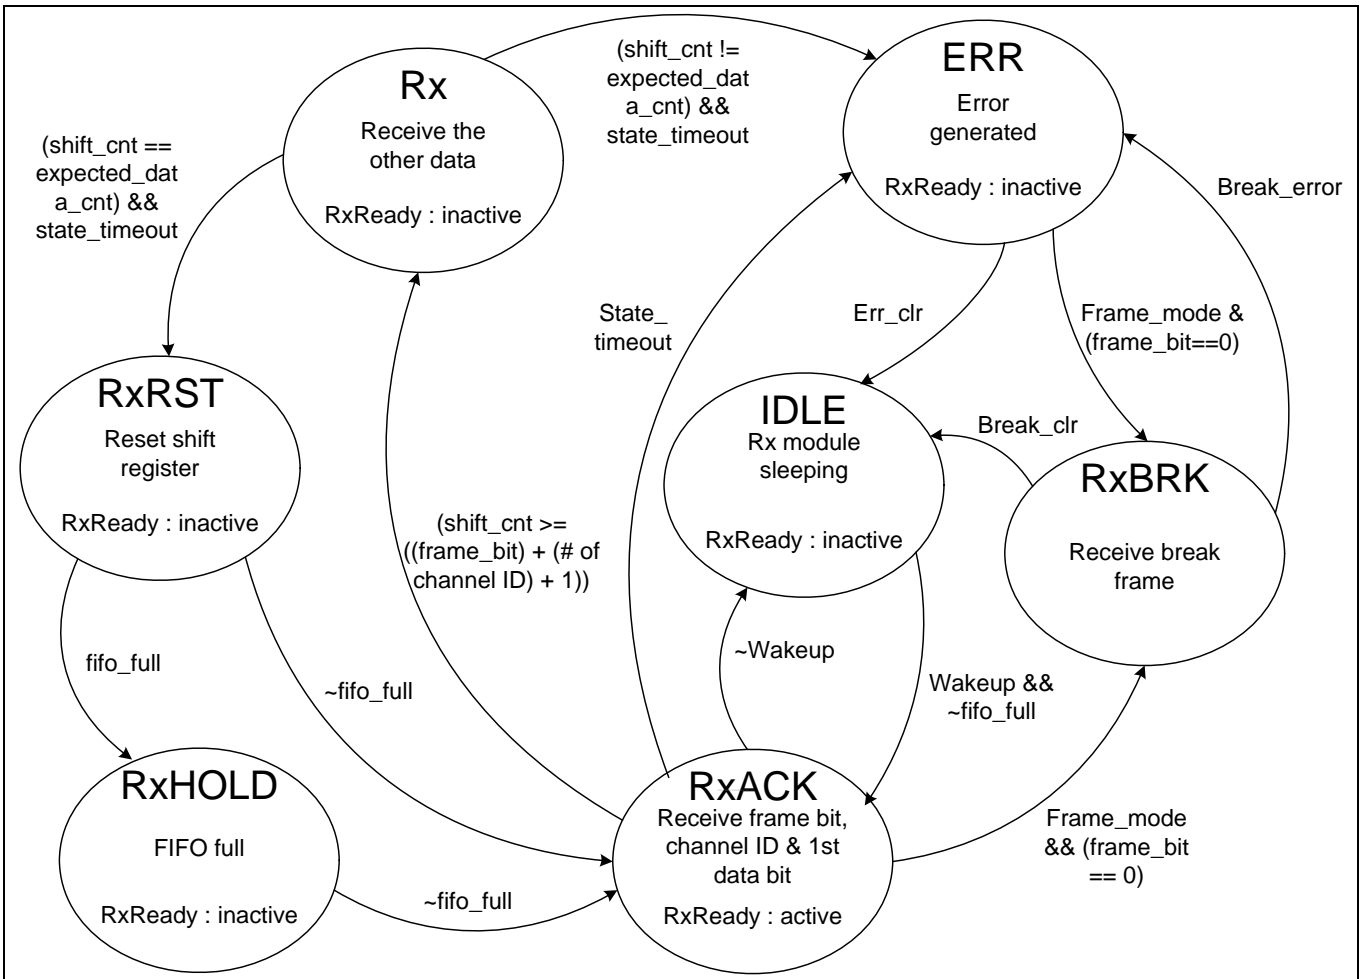 Rx
Receive the
other data
RxReady : inactive
(shift_cnt !=
expected_dat
a_cnt) &&
state_timeout
ERR
Error
generated
RxReady : inactive
(shift_cnt ==
expected_dat
a_cnt) &&
state_timeout
Break_error
State_
timeout
Err_clr
Frame_mode &
(frame_bit==0)
RxRST
Reset shift
register
RxReady : inactive
IDLE
Rx module
sleeping
RxReady : inactive
Break_clr
RxBRK
Receive break
frame
(shift_cnt >=
((frame_bit) + (# of
channel ID) + 1))
fifo_full
~fifo_full
~Wakeup
Wakeup &&
~fifo_full
RxHOLD
FIFO full
RxReady : inactive
~fifo_full
RxACK
Receive frame bit,
channel ID & 1st
data bit
RxReady : active
Frame_mode
&& (frame_bit
== 0)